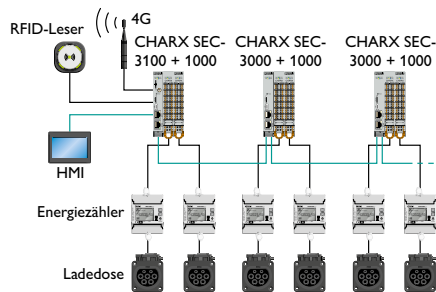 RFID-Leser
4G
CHARX SEC-
3100 + 1000
CHARX SEC-
3000 + 1000
CHARX SEC-
3000 + 1000
HMI
Energiezähler
Ladedose